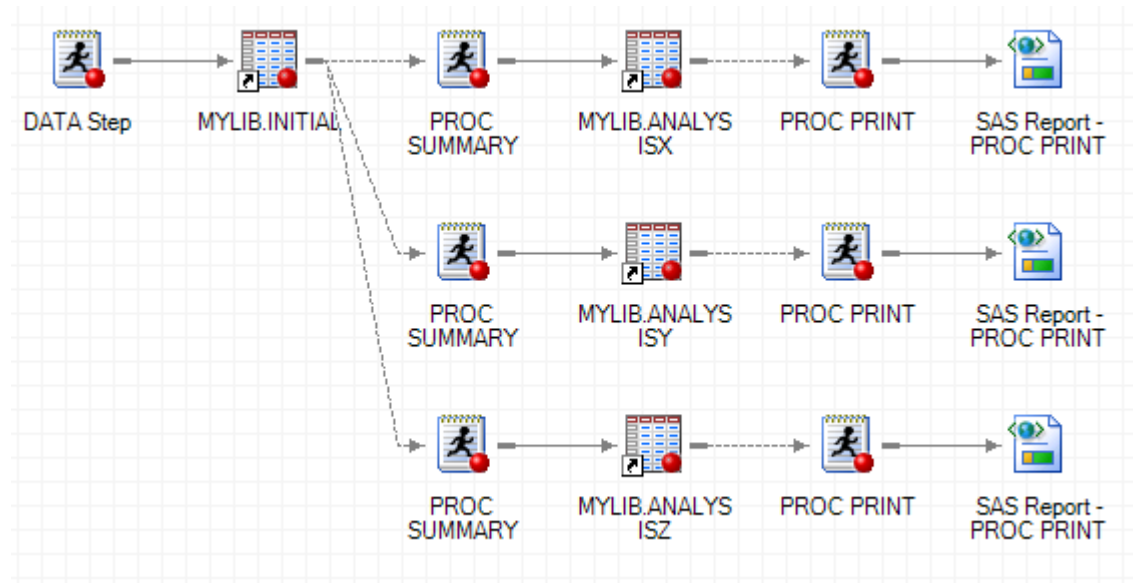 DATA Step
MYLIB.INITIAL
PROC
SUMMARY
MYLIB.ANALYS
ISX
PROC PRINT
SAS Report -
PROC PRINT
PROC
SUMMARY
MYLIB.ANALYS
ISY
PROC PRINT
SAS Report -
PROC PRINT
PROC
SUMMARY
MYLIB.ANALYS
ISZ
PROC PRINT
SAS Report -
PROC PRINT